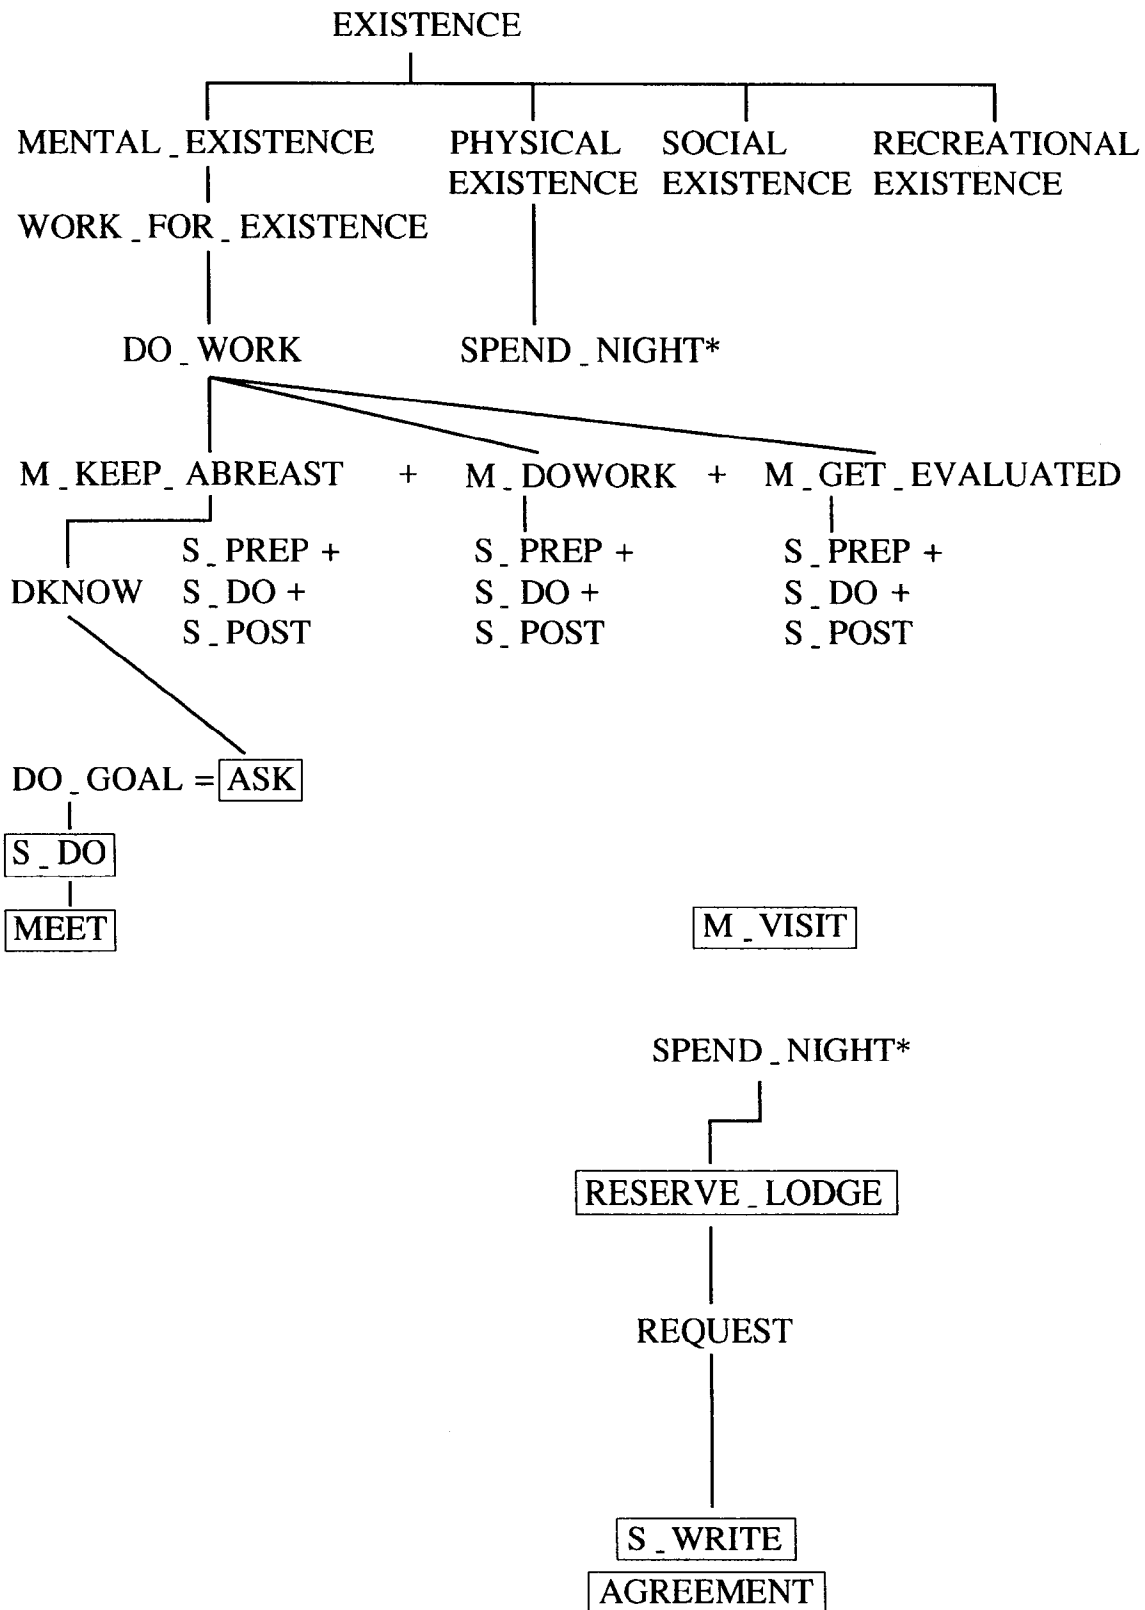 EXISTENCE
MENTAL_EXISTENCE PHYSICAL EXISTENCE SOCIAL EXISTENCE RECREATIONAL EXISTENCE
WORK_FOR_EXISTENCE
DO_WORK SPEND_NIGHT*
M_KEEP_ABREAST + M_DOWORK + M_GET_EVALUATED
S_PREP + S_PREP + S_PREP +
DKNOW S_DO + S_DO + S_DO +
S_POST S_POST S_POST
DO_GOAL = ASK
S_DO
MEET M_VISIT
SPEND_NIGHT*
RESERVE_LODGE
REQUEST
S_WRITE
AGREEMENT